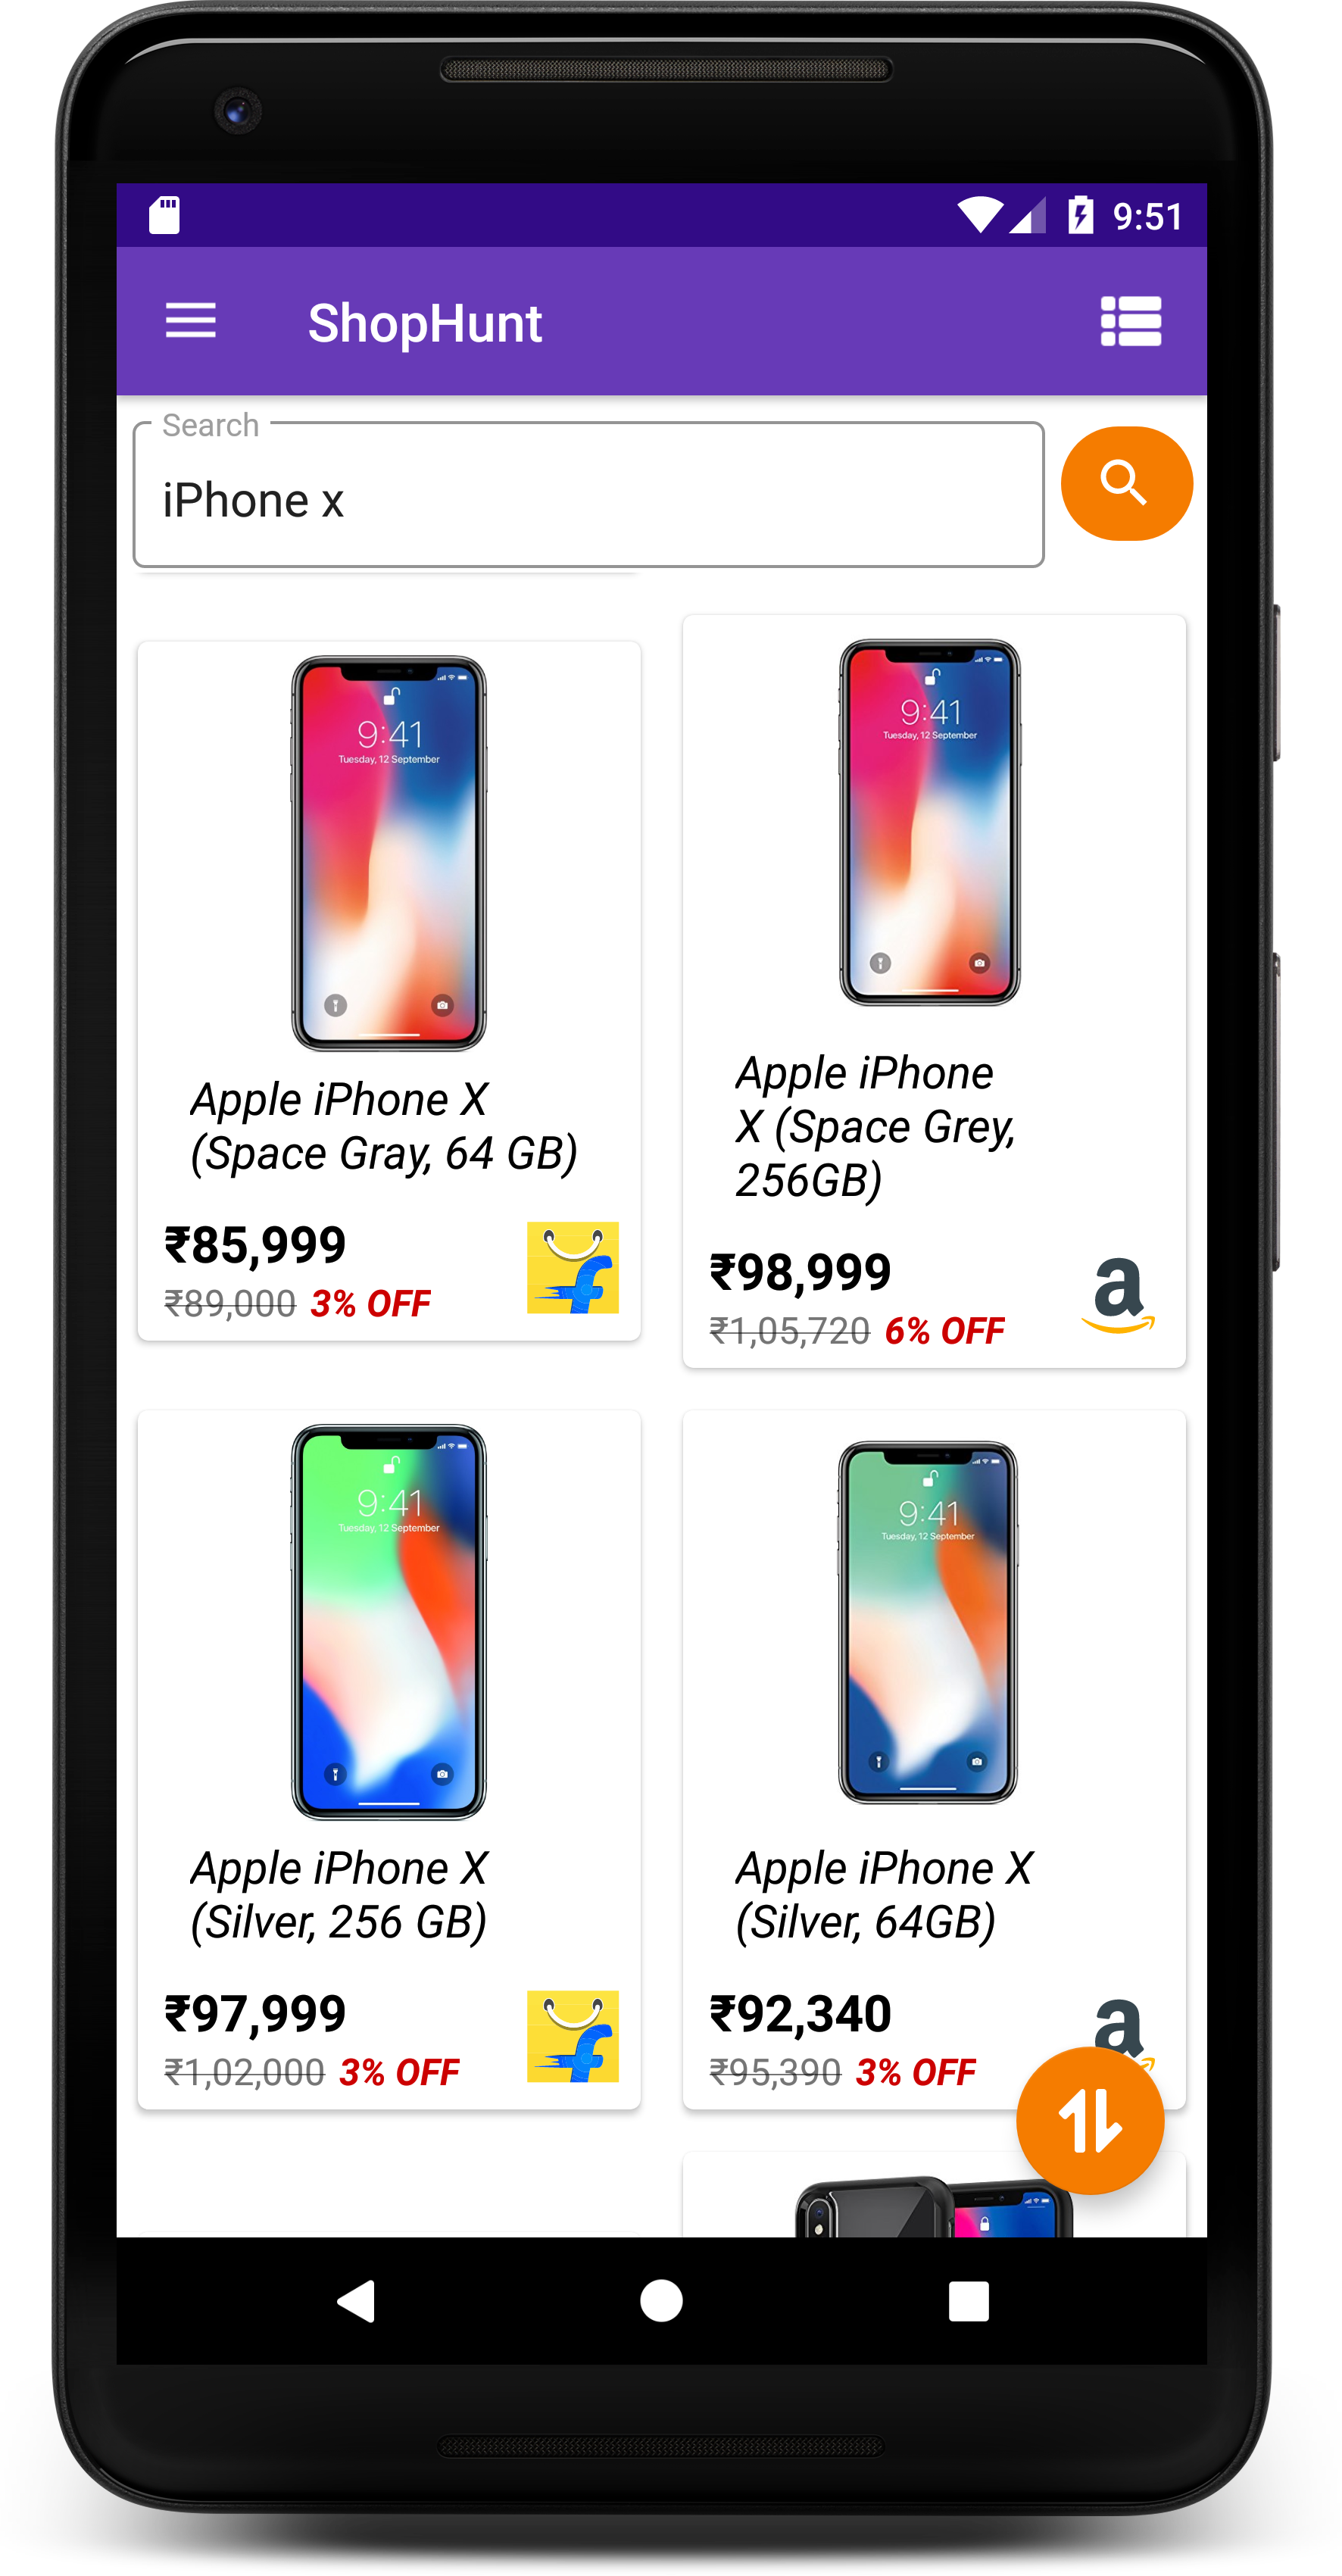 9:51
ShopHunt
Search
iPhone x
9:41
Tuesday, 12 September
Apple iPhone X
(Space Gray, 64 GB)
₹85,999
₹89,000 3% OFF
9:41
Tuesday, 12 September
Apple iPhone
X (Space Grey,
256GB)
₹98,999
₹1,05,720 6% OFF
a
9:41
Tuesday, 12 September
Apple iPhone X
(Silver, 256 GB)
₹97,999
₹1,02,000 3% OFF
9:41
Tuesday, 12 September
Apple iPhone X
(Silver, 64GB)
₹92,340
₹95,390 3% OFF
a